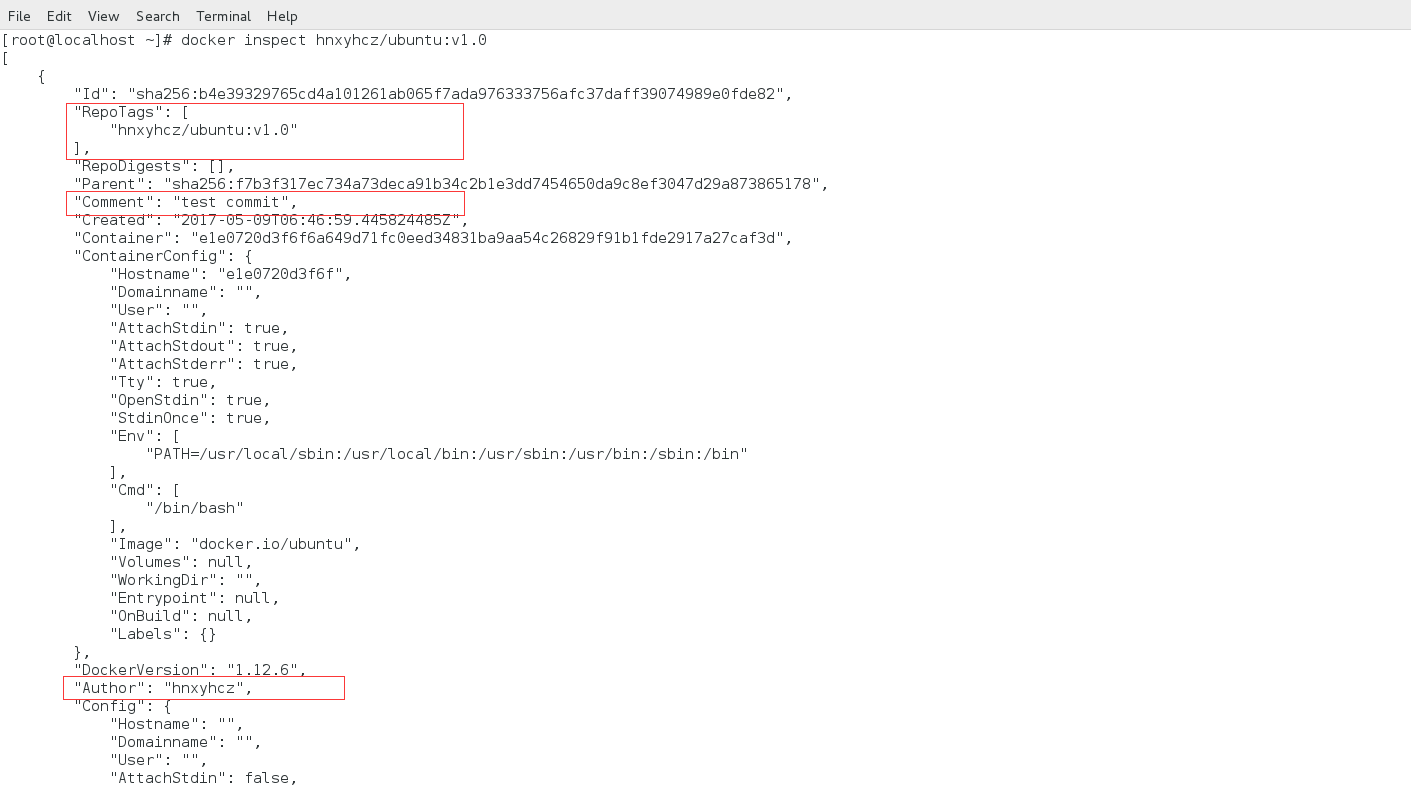 File Edit View Search Terminal Help
[root@localhost ~]# docker inspect hnxyhcz/ubuntu:v1.0
[
    {
        "Id": "sha256:b4e39329765cd4a101261ab065f7ada976333756afc37daff39074989e0fde82",
        "RepoTags": [
            "hnxyhcz/ubuntu:v1.0"
        ],
        "RepoDigests": [],
        "Parent": "sha256:f7b3f317ec734a73deca91b34c2b1e3dd7454650da9c8ef3047d29a873865178",
        "Comment": "test commit",
        "Created": "2017-05-09T06:46:59.445824485Z",
        "Container": "e1e0720d3f6f6a649d71fc0eed34831ba9aa54c26829f91b1fde2917a27caf3d",
        "ContainerConfig": {
            "Hostname": "e1e0720d3f6f",
            "Domainname": "",
            "User": "",
            "AttachStdin": true,
            "AttachStdout": true,
            "AttachStderr": true,
            "Tty": true,
            "OpenStdin": true,
            "StdinOnce": true,
            "Env": [
                "PATH=/usr/local/sbin:/usr/local/bin:/usr/sbin:/usr/bin:/sbin:/bin"
            ],
            "Cmd": [
                "/bin/bash"
            ],
            "Image": "docker.io/ubuntu",
            "Volumes": null,
            "WorkingDir": "",
            "Entrypoint": null,
            "OnBuild": null,
            "Labels": {}
        },
        "DockerVersion": "1.12.6",
        "Author": "hnxyhcz",
        "Config": {
            "Hostname": "",
            "Domainname": "",
            "User": "",
            "AttachStdin": false,